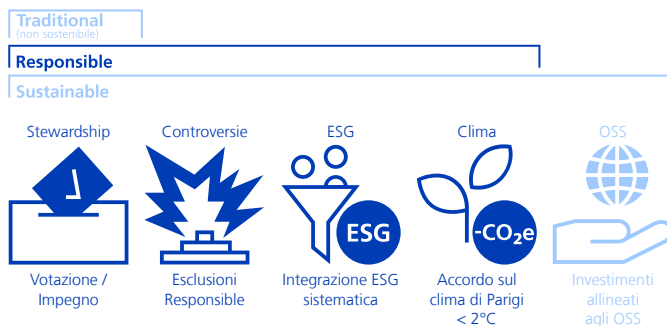 Traditional
(non sostenibile)
Responsible
Sustainable
Stewardship
Controversie
ESG
Clima
OSS
ESG
-CO₂e
Votazione /
Impegno
Esclusioni
Responsible
Integrazione ESG
sistematica
Accordo sul
clima di Parigi
< 2°C
Investimenti
allineati
agli OSS